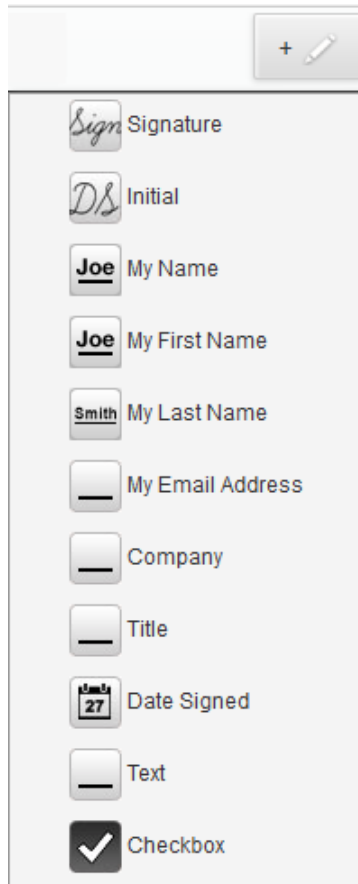 +
Sign Signature
DS Initial
Joe My Name
Joe My First Name
Smith My Last Name
My Email Address
Company
Title
27 Date Signed
Text
Checkbox